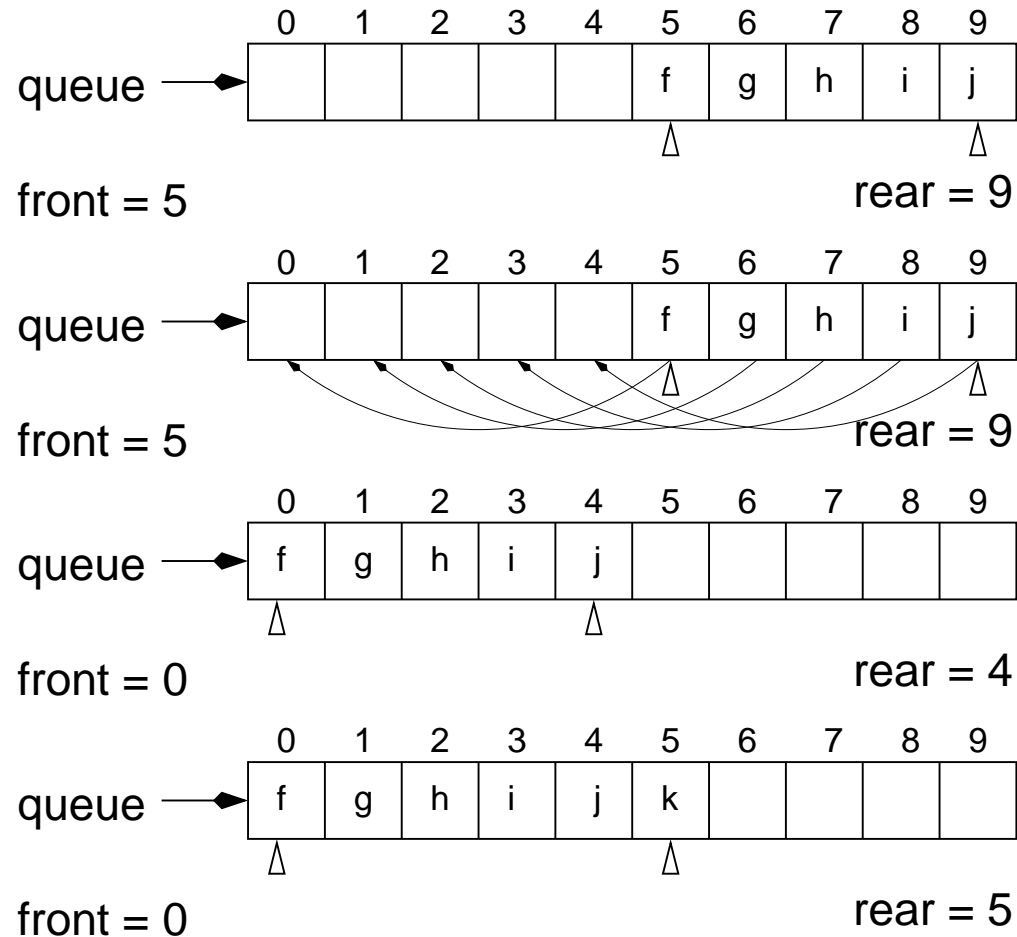 0 1 2 3 4 5 6 7 8 9
queue f g h i j
front = 5 rear = 9
0 1 2 3 4 5 6 7 8 9
queue f g h i j
front = 5 rear = 9
0 1 2 3 4 5 6 7 8 9
queue f g h i j
front = 0 rear = 4
0 1 2 3 4 5 6 7 8 9
queue f g h i j k
front = 0 rear = 5